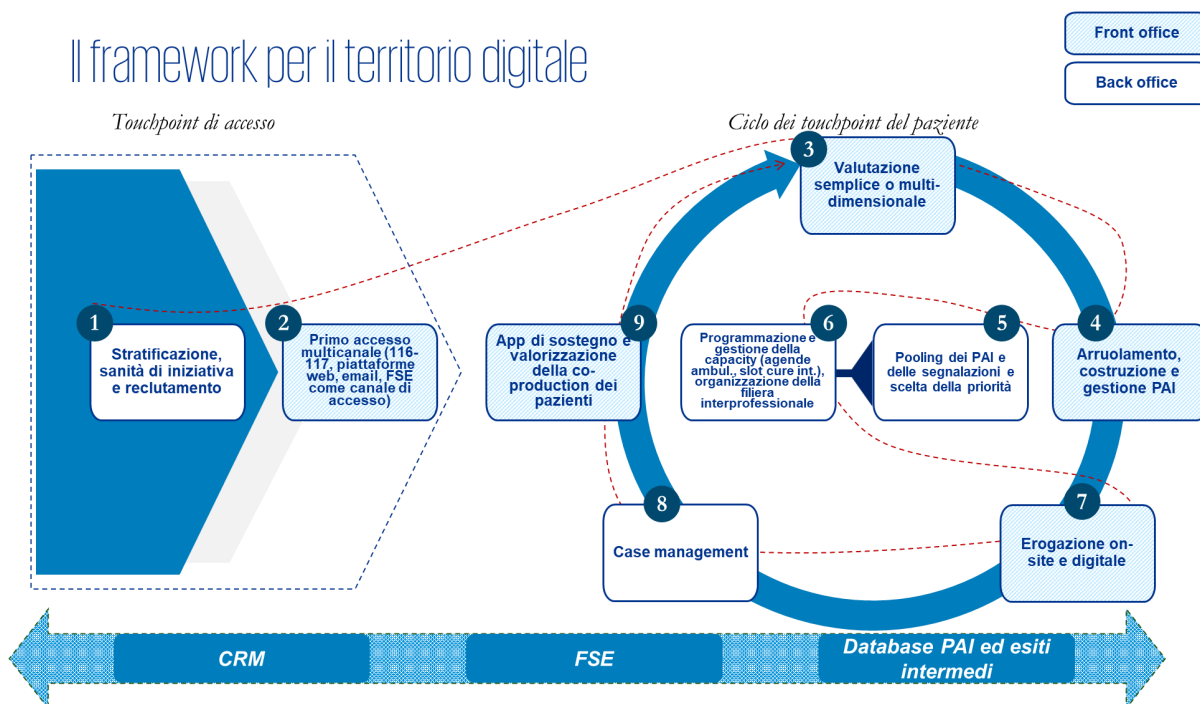 Il framework per il territorio digitale
Front office
Back office
Touchpoint di accesso
Ciclo dei touchpoint del paziente
1
Stratificazione,
sanità di iniziativa
e reclutamento
2
Primo accesso
multicanale (116-
117, piattaforme
web, email, FSE
come canale di
accesso)
3
Valutazione
semplice o multi-
dimensionale
4
Arruolamento,
costruzione e
gestione PAI
5
Pooling dei PAI e
delle segnalazioni e
scelta della priorità
6
Programmazione e
gestione della
capacity (agende
ambul., slot cure int.),
organizzazione della
filiera
interprofessionale
7
Erogazione on-
site e digitale
8
Case management
9
App di sostegno e
valorizzazione
della co-
production dei
pazienti
CRM
FSE
Database PAI ed esiti
intermedi